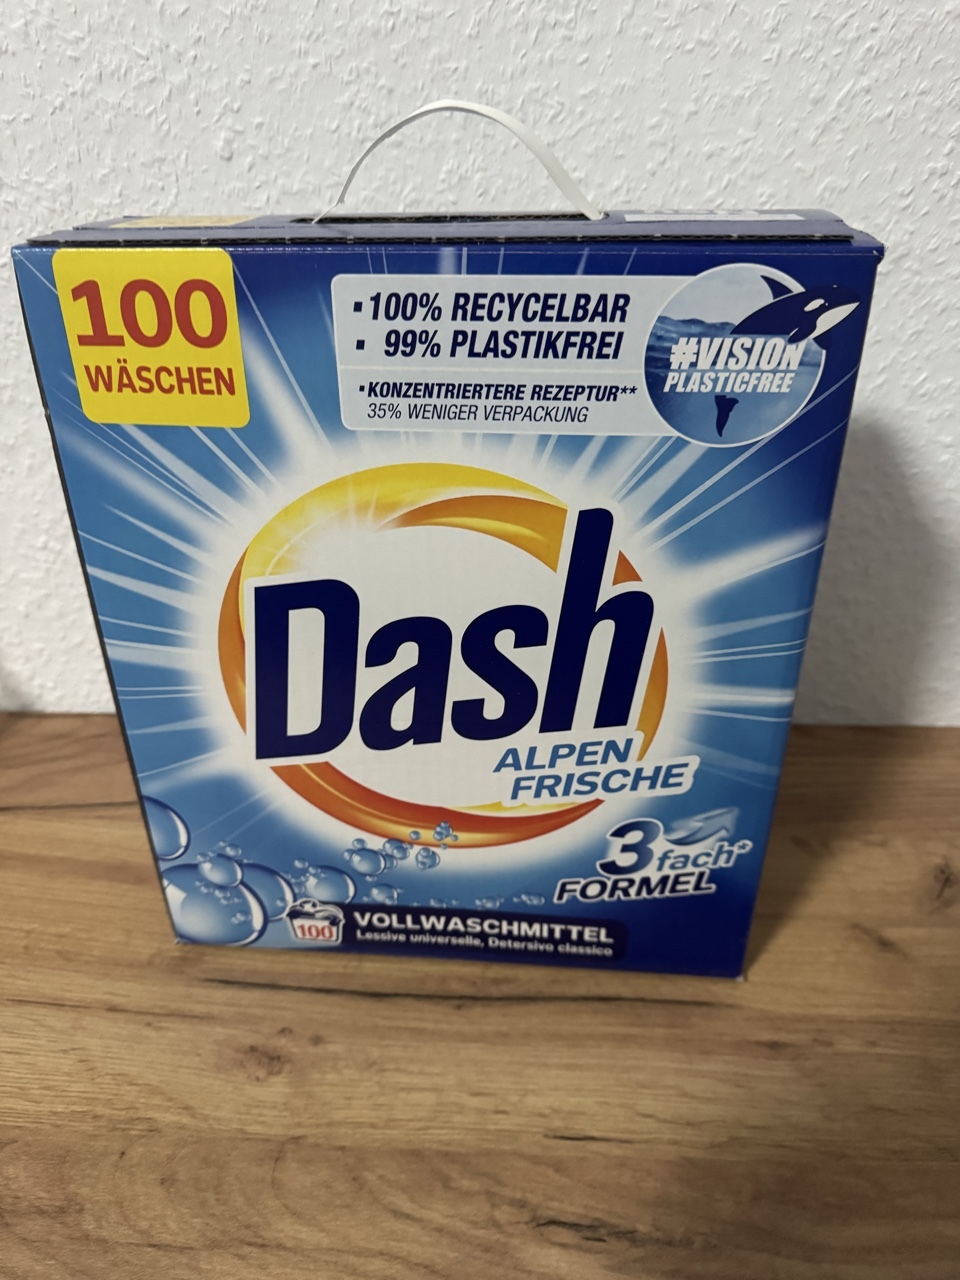 100
WÄSCHEN
▪ 100% RECYCELBAR
▪ 99% PLASTIKFREI
▪ KONZENTRIERTERE REZEPTUR**
35% WENIGER VERPACKUNG
#VISION
PLASTICFREE
Dash
ALPEN
FRISCHE
3fach*
FORMEL
100
VOLLWASCHMITTEL
Lessive universelle, Detersivo classico